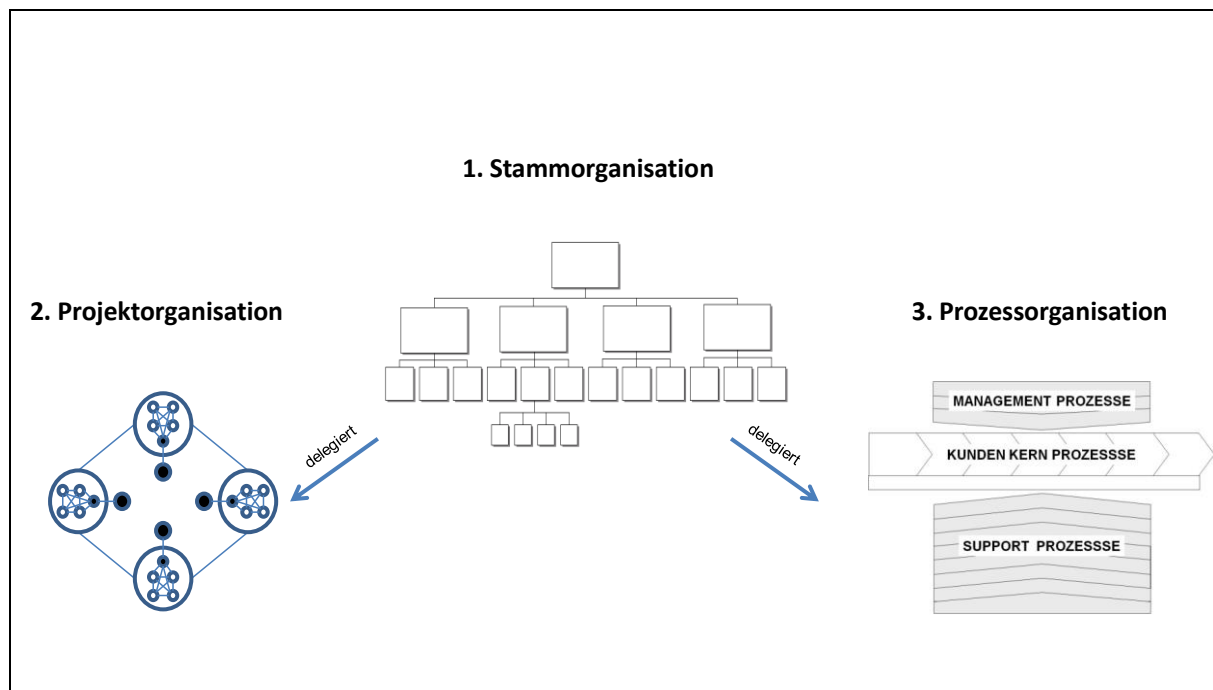 1. Stammorganisation
2. Projektorganisation
3. Prozessorganisation
MANAGEMENT PROZESSE
KUNDEN KERN PROZESSSE
SUPPORT PROZESSSE
delegiert
delegiert